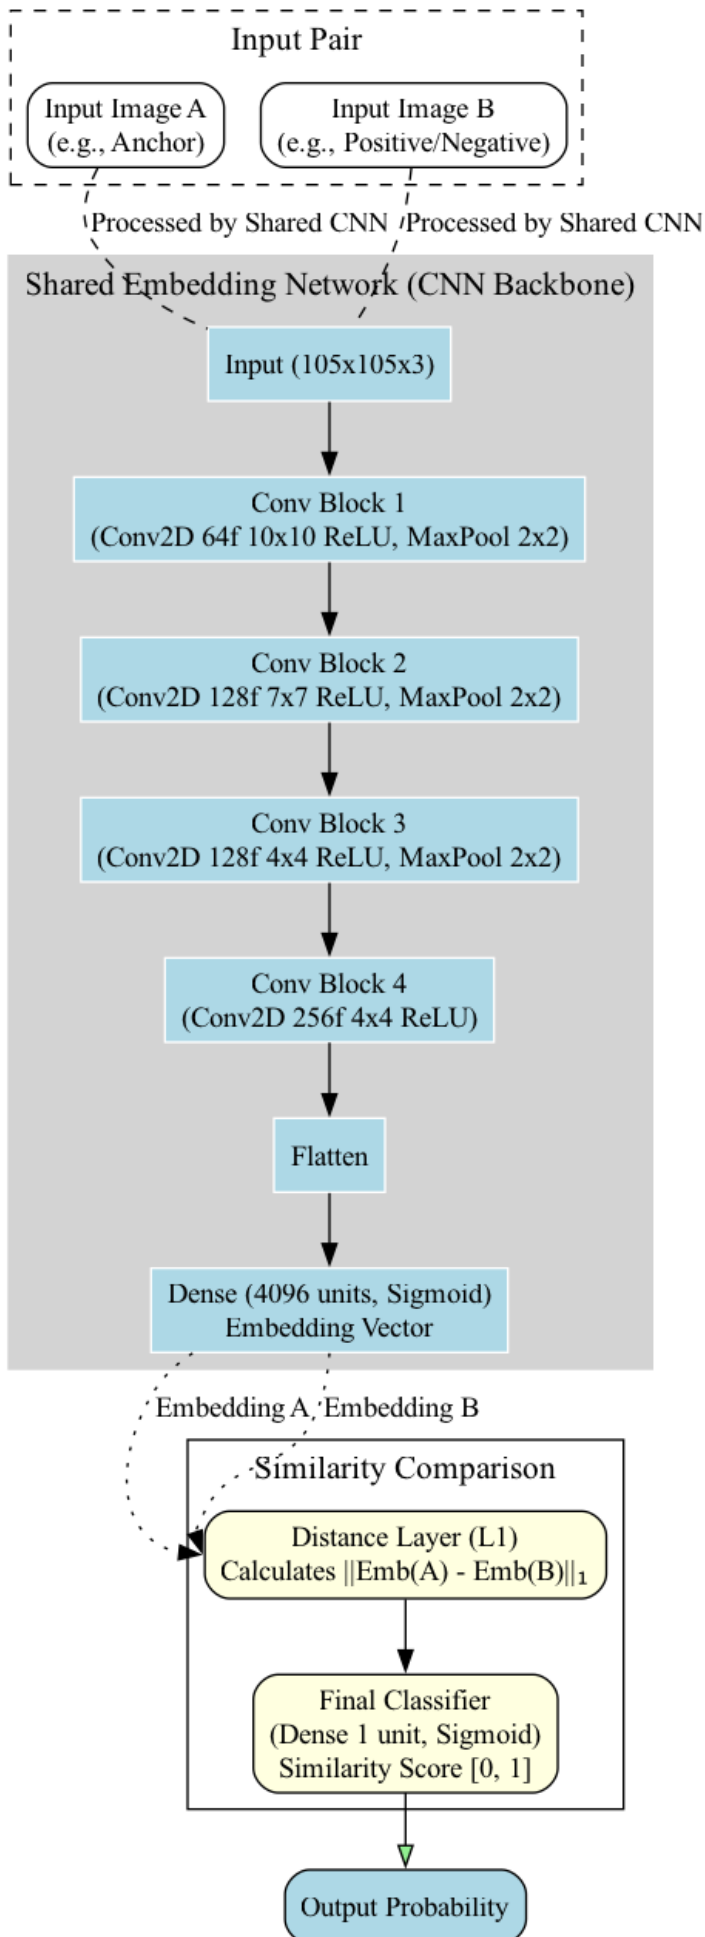 Input Pair
Input Image A
(e.g., Anchor)
Input Image B
(e.g., Positive/Negative)
Processed by Shared CNN
Processed by Shared CNN
Shared Embedding Network (CNN Backbone)
Input (105x105x3)
Conv Block 1
(Conv2D 64f 10x10 ReLU, MaxPool 2x2)
Conv Block 2
(Conv2D 128f 7x7 ReLU, MaxPool 2x2)
Conv Block 3
(Conv2D 128f 4x4 ReLU, MaxPool 2x2)
Conv Block 4
(Conv2D 256f 4x4 ReLU)
Flatten
Dense (4096 units, Sigmoid)
Embedding Vector
Embedding A
Embedding B
Similarity Comparison
Distance Layer (L1)
Calculates ||Emb(A) - Emb(B)||₁
Final Classifier
(Dense 1 unit, Sigmoid)
Similarity Score [0, 1]
Output Probability